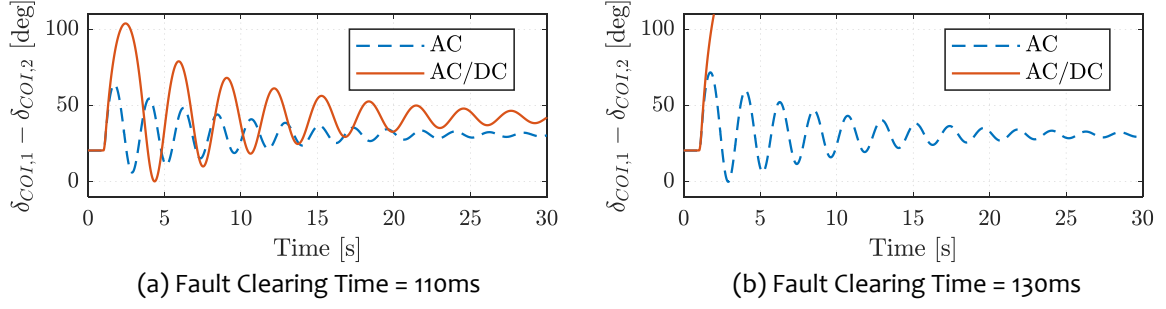 δCOI,1 − δCOI,2 [deg]
100
50
0
AC
AC/DC
0 5 10 15 20 25 30
Time [s]
(a) Fault Clearing Time = 110ms
δCOI,1 − δCOI,2 [deg]
100
50
0
AC
AC/DC
0 5 10 15 20 25 30
Time [s]
(b) Fault Clearing Time = 130ms